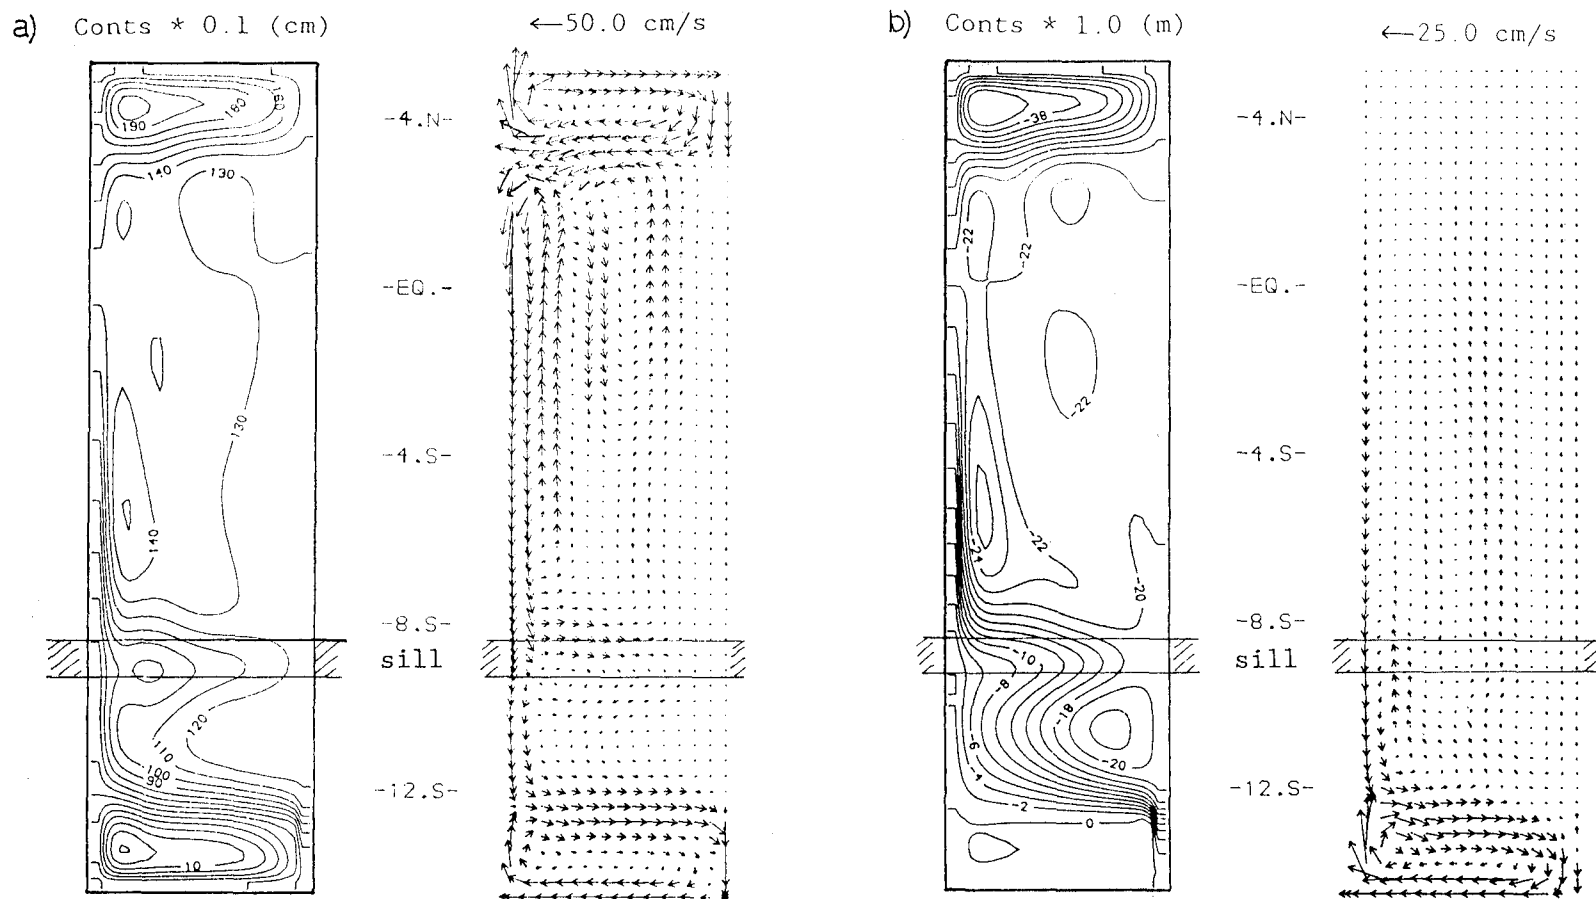 a) Conts * 0.1 (cm)
←50.0 cm/s
b) Conts * 1.0 (m)
←25.0 cm/s
160
180
190
140
130
130
140
120
110
100
90
10
-4.N-
-EQ.-
-4.S-
-8.S-
sill
-12.S-
-38
-22
-22
-22
-24
-22
-20
-10
-8
-18
-6
-4
-20
-2
0
-4.N-
-EQ.-
-4.S-
-8.S-
sill
-12.S-